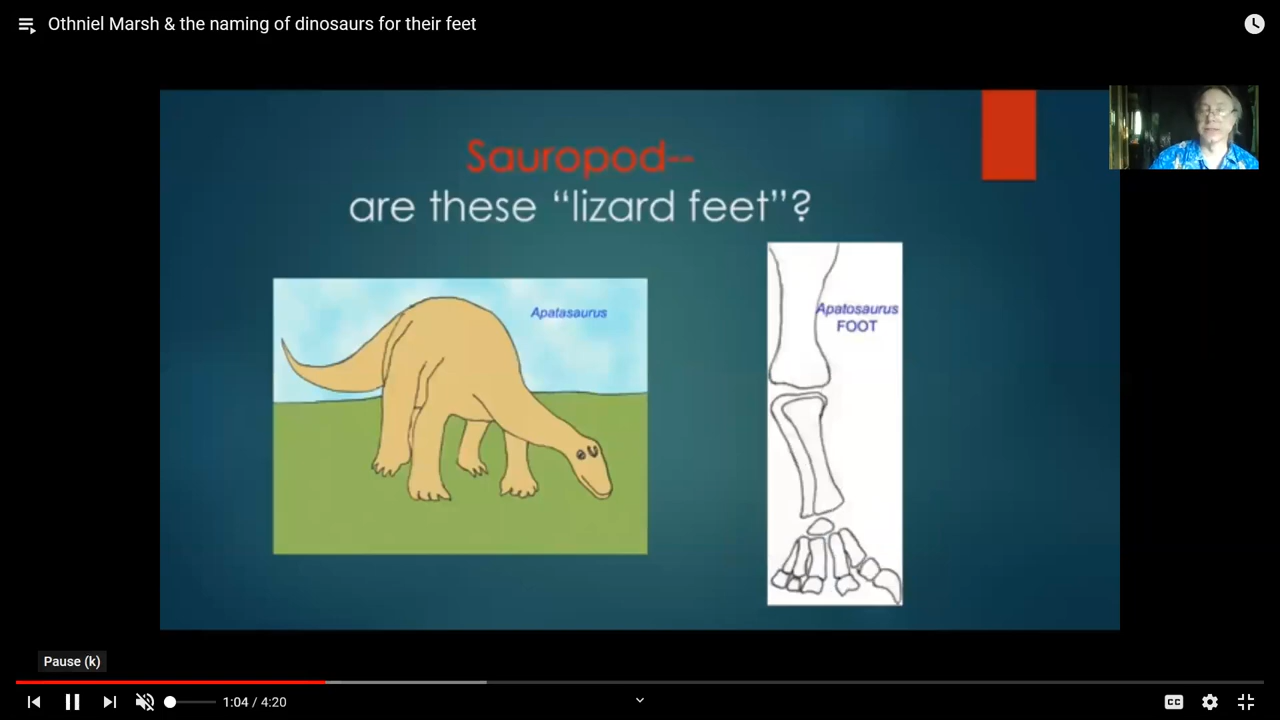 Othniel Marsh & the naming of dinosaurs for their feet
Sauropod--
are these “lizard feet”?
Apatasaurus
Apatosaurus
FOOT
Pause (k)
1:04 / 4:20
CC